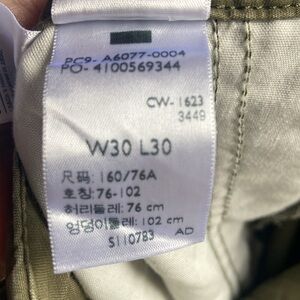 PC9- A6077-0004
PO- 4100569344
CW-1623
3449
W30 L30
尺码: 160/76A
호칭: 76-102
허리둘레: 76 cm
엉덩이둘레: 102 cm
S110783 AD